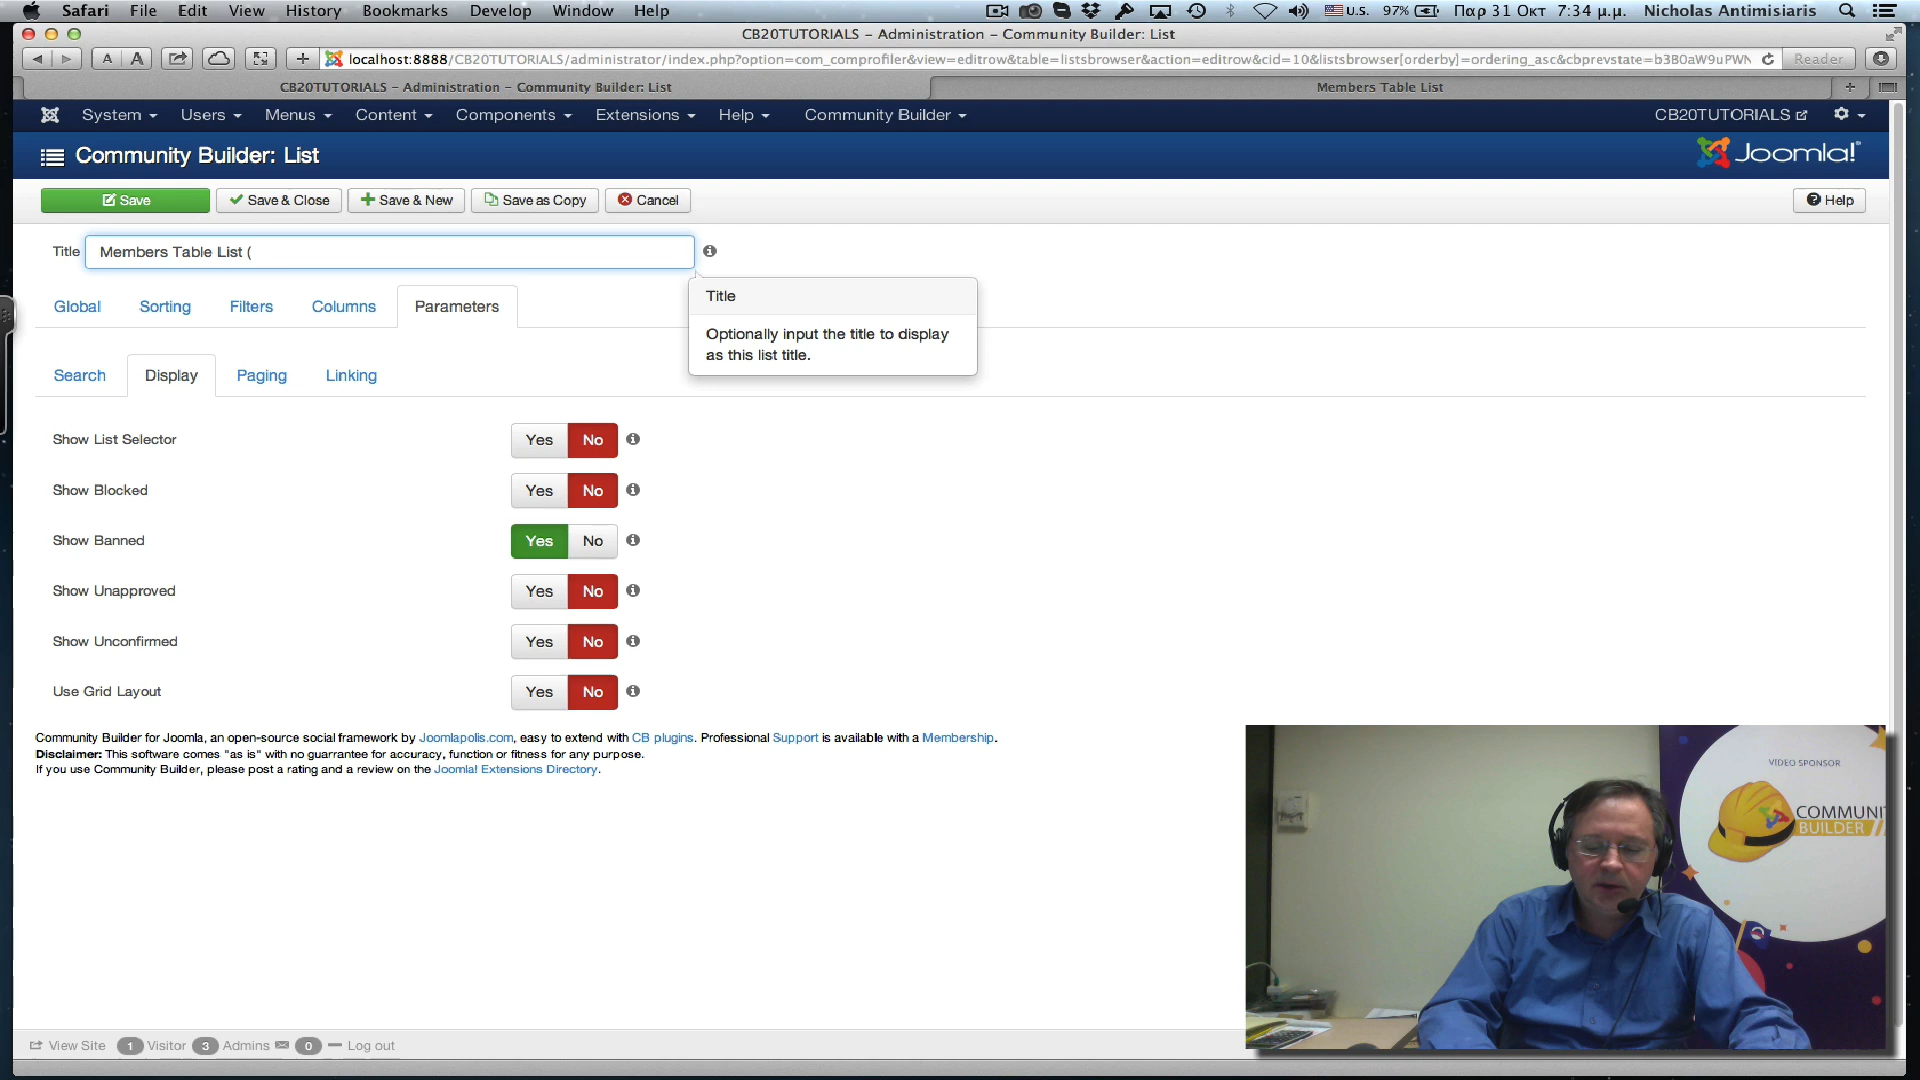 Safari File Edit View History Bookmarks Develop Window Help U.S. 97% Παρ 31 Οκτ 7:34 μ.μ. Nicholas Antimisiaris
CB20TUTORIALS – Administration – Community Builder: List
A A + localhost:8888/CB20TUTORIALS/administrator/index.php?option=com_comprofiler&view=editrow&table=listsbrowser&action=editrow&cid=10&listsbrowser[orderby]=ordering_asc&cbprevstate=b3B0aW9uPWN Reader
CB20TUTORIALS – Administration – Community Builder: List Members Table List +
System Users Menus Content Components Extensions Help Community Builder CB20TUTORIALS
Community Builder: List Joomla!
Save Save & Close Save & New Save as Copy Cancel Help
Title Members Table List (
Global Sorting Filters Columns Parameters
Title
Optionally input the title to display
as this list title.
Search Display Paging Linking
Show List Selector Yes No
Show Blocked Yes No
Show Banned Yes No
Show Unapproved Yes No
Show Unconfirmed Yes No
Use Grid Layout Yes No
Community Builder for Joomla, an open-source social framework by Joomlapolis.com, easy to extend with CB plugins. Professional Support is available with a Membership.
Disclaimer: This software comes "as is" with no guarrantee for accuracy, function or fitness for any purpose.
If you use Community Builder, please post a rating and a review on the Joomla! Extensions Directory.
VIDEO SPONSOR
COMMUNI
BUILDER
View Site 1 Visitor 3 Admins 0 Log out